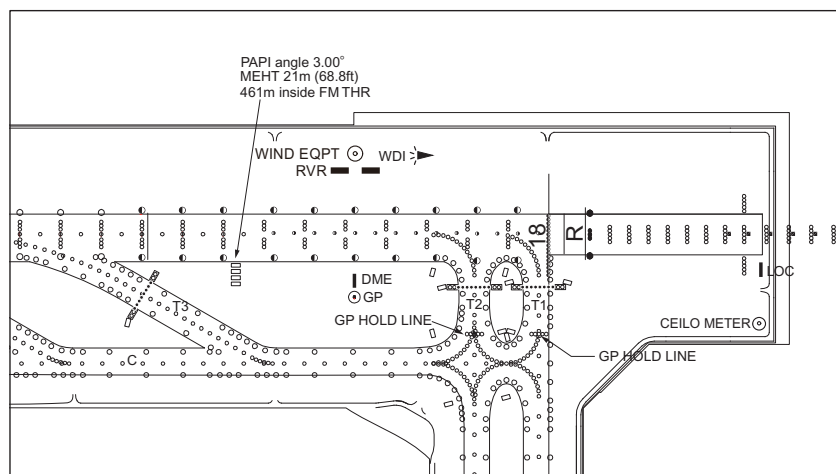 PAPI angle 3.00°
MEHT 21m (68.8ft)
461m inside FM THR
WIND EQPT
WDI
RVR
18
R
DME
GP
LOC
T3
T2
T1
GP HOLD LINE
CEILO METER
GP HOLD LINE
C